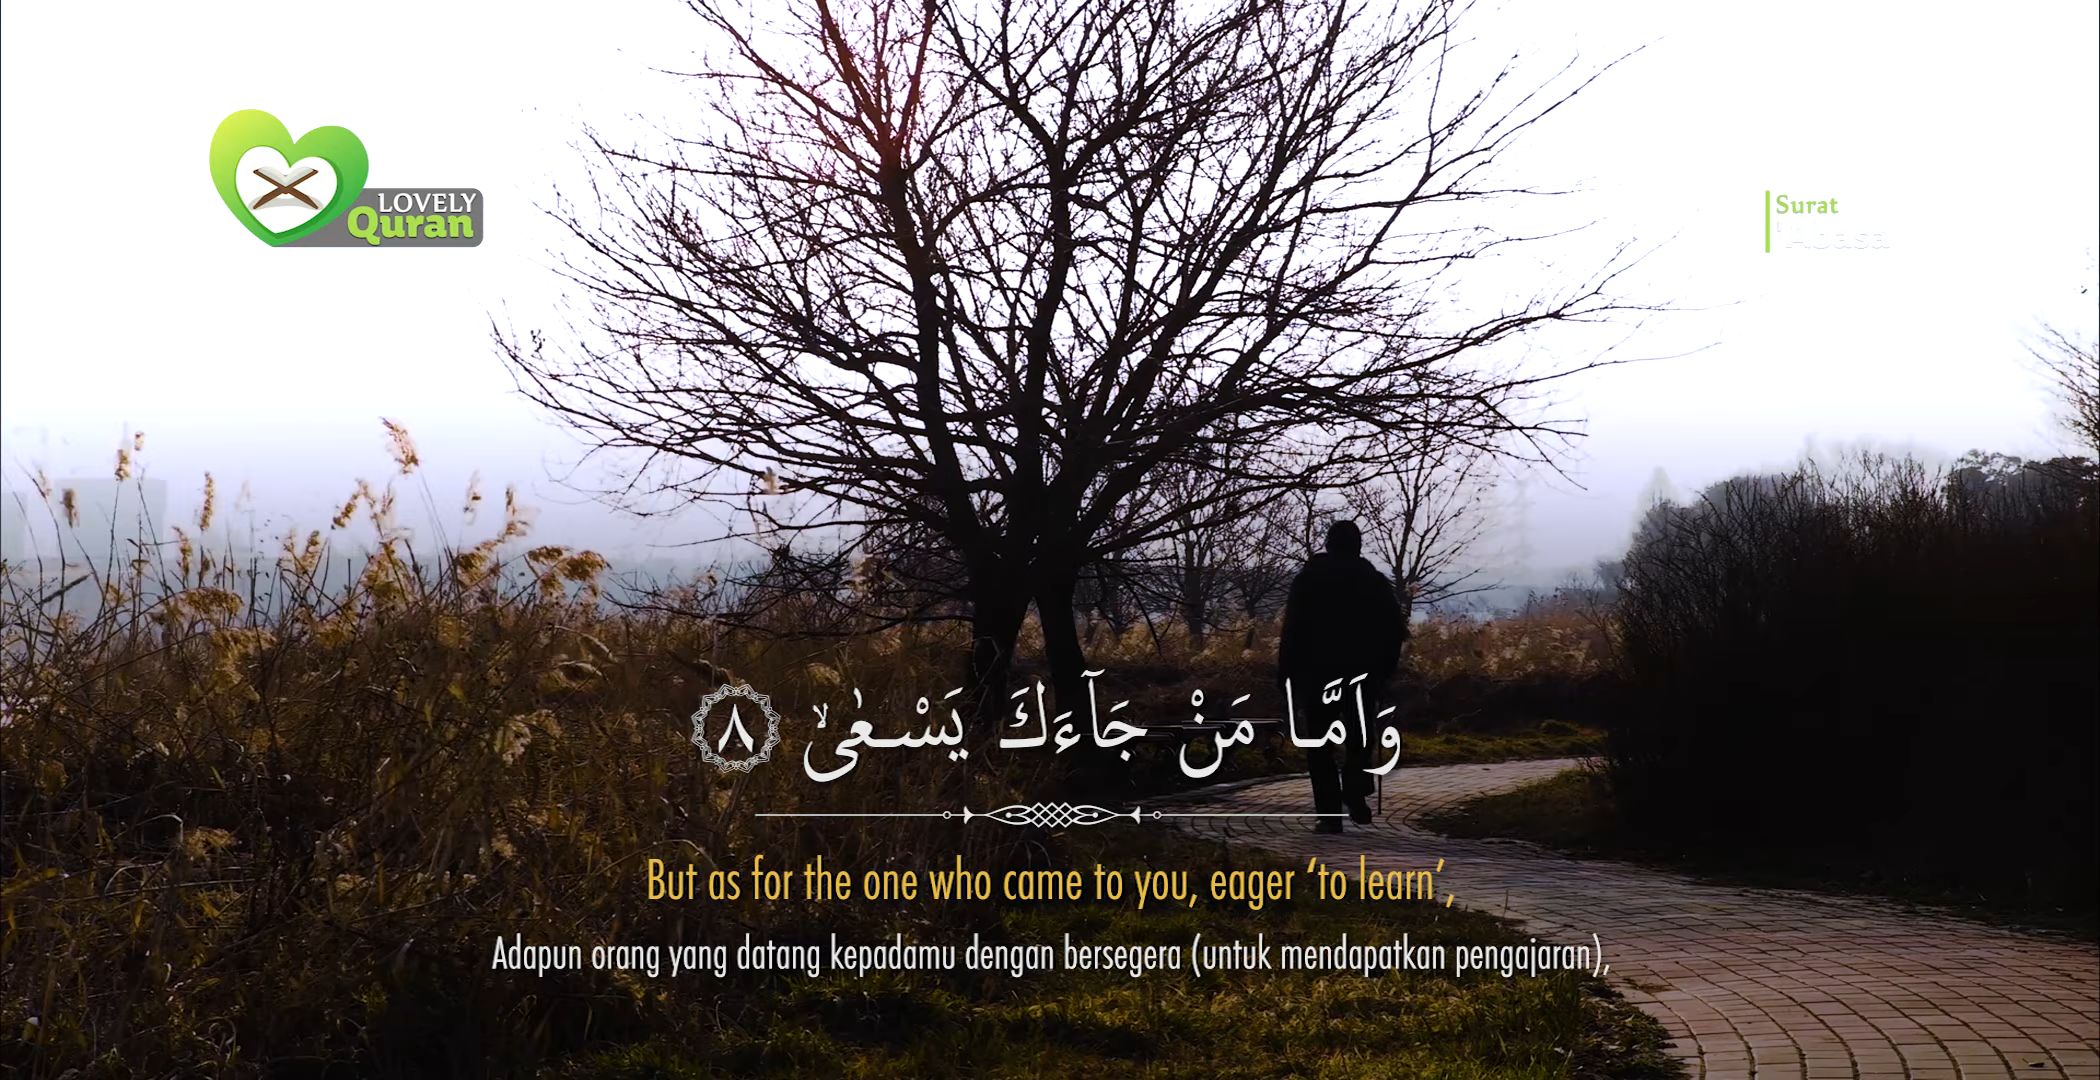 LOVELY
Quran
Surat
'Abasa
وَاَمَّا مَنْ جَاۤءَكَ يَسْعٰىۙ ٨
But as for the one who came to you, eager ‘to learn’,
Adapun orang yang datang kepadamu dengan bersegera (untuk mendapatkan pengajaran),